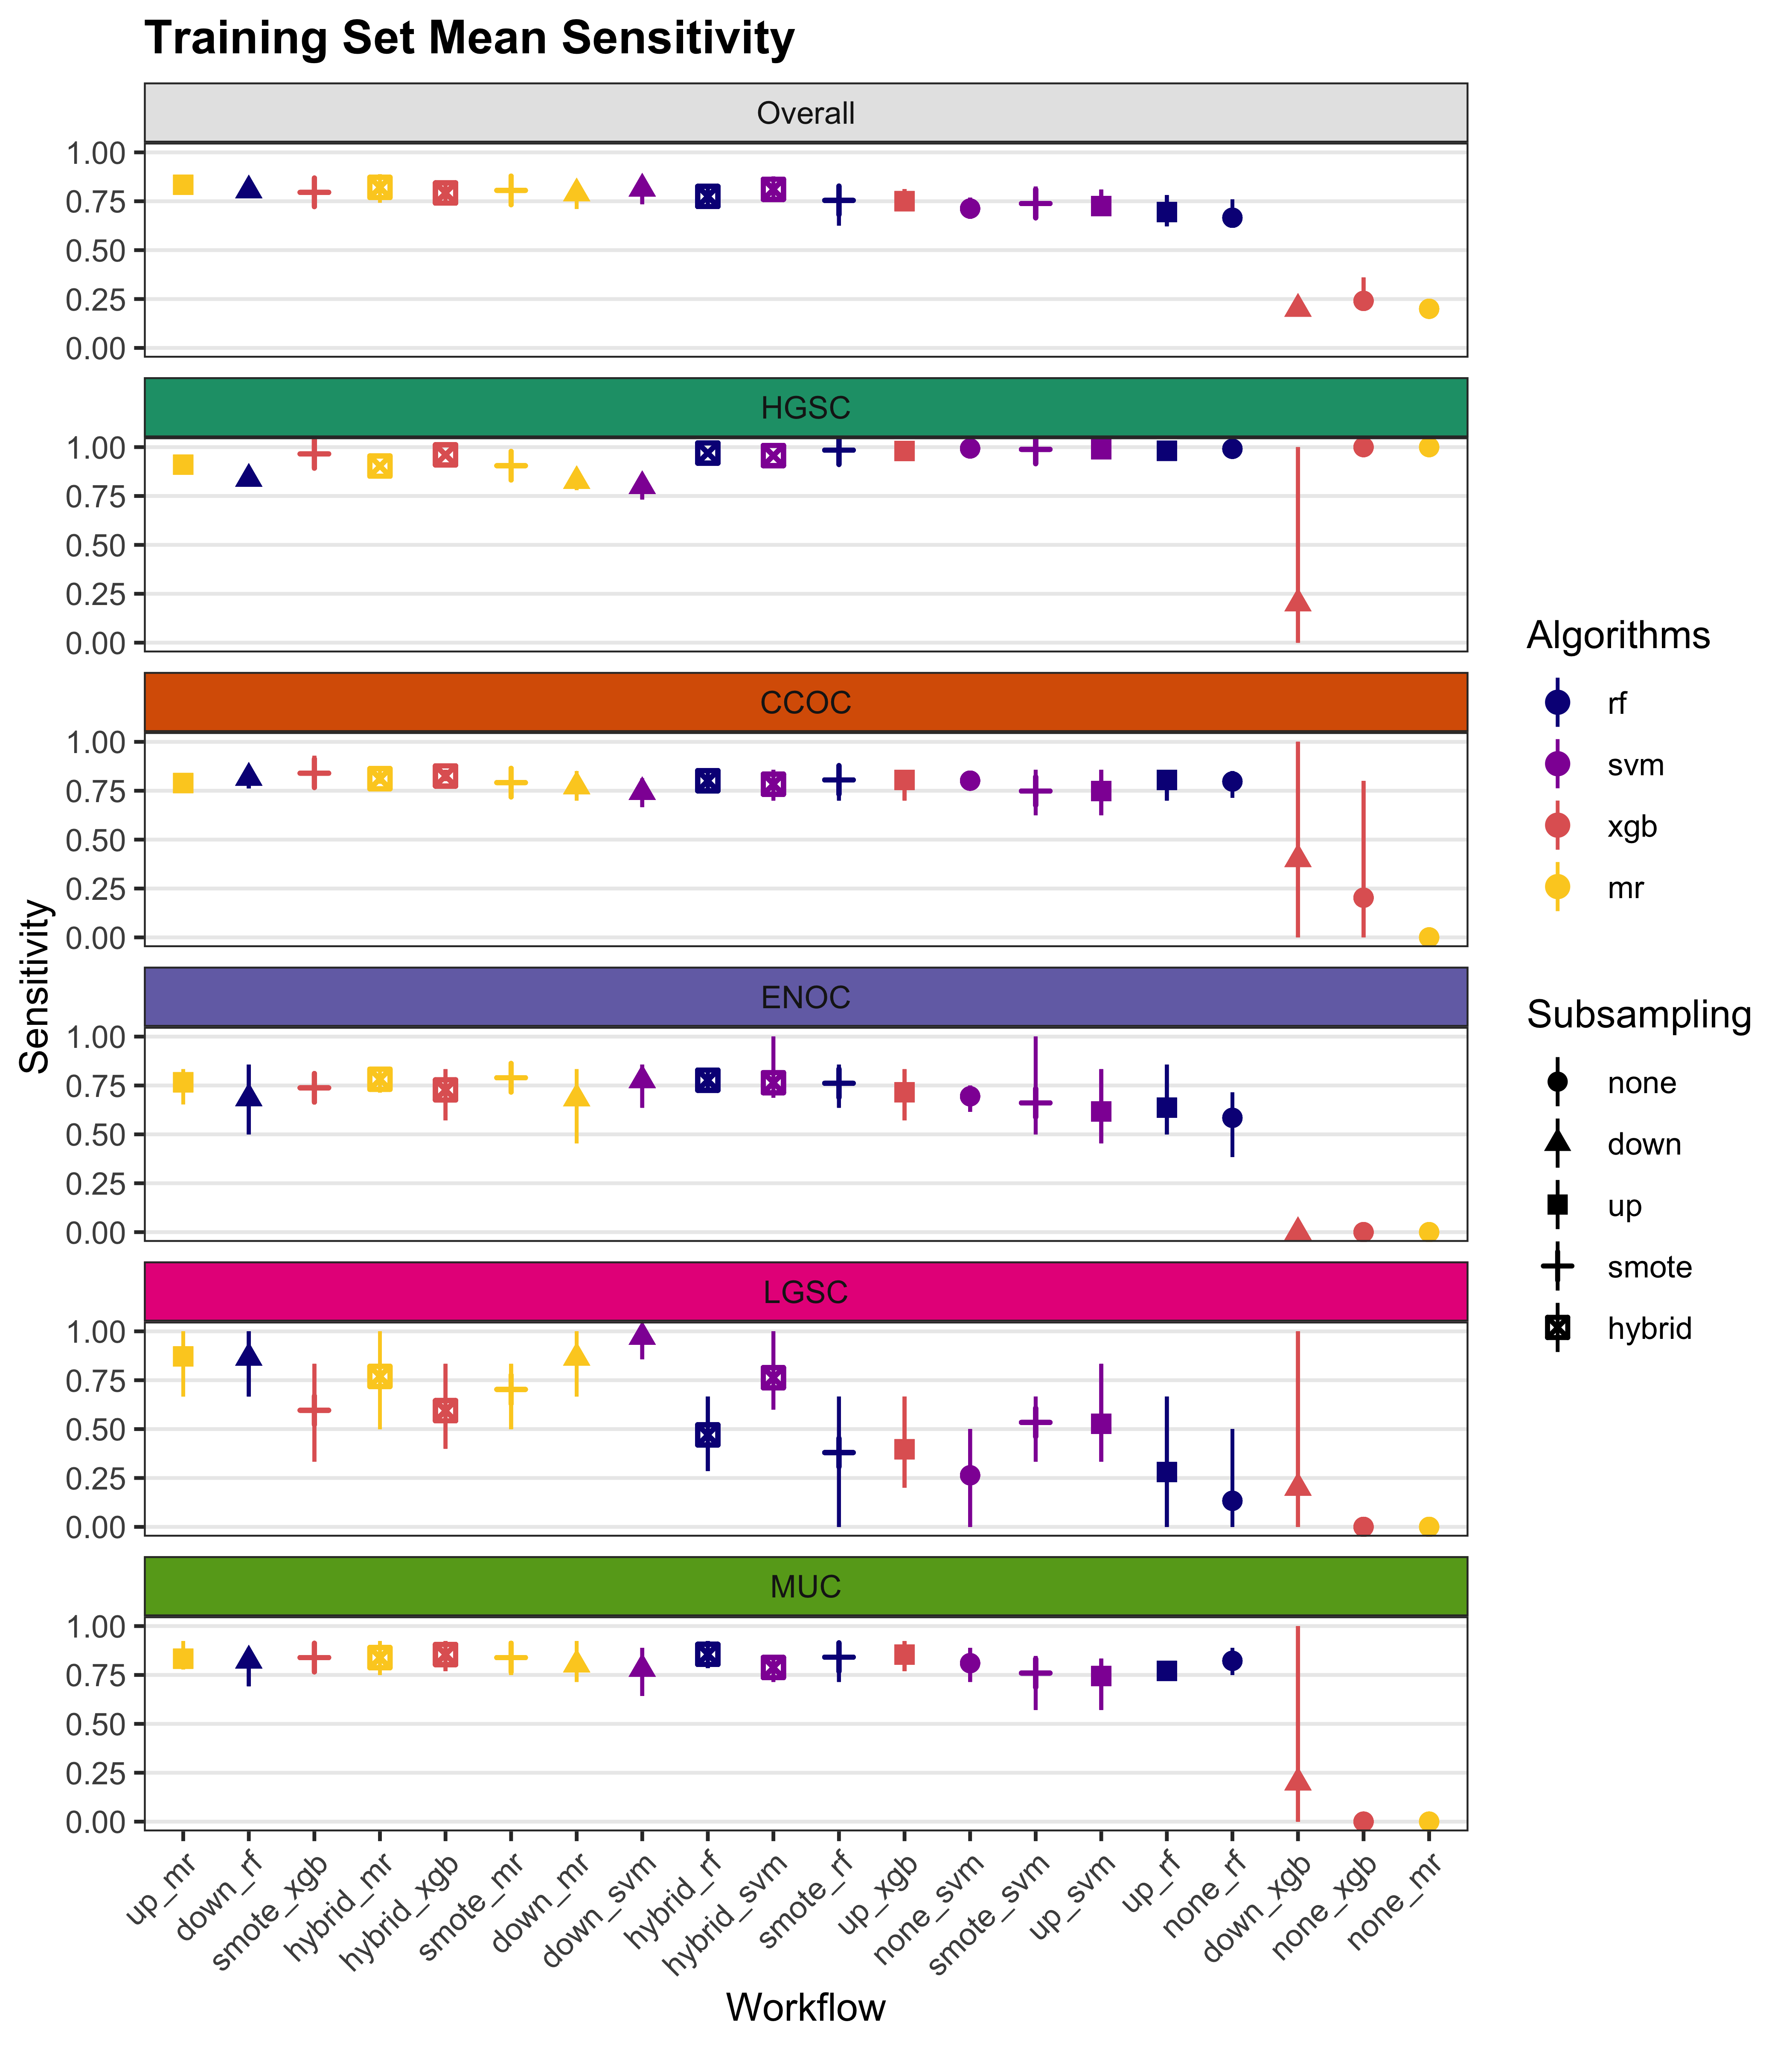 Training Set Mean Sensitivity
Overall
1.00
0.75
0.50
0.25
0.00
HGSC
1.00
0.75
0.50
0.25
0.00
CCOC
1.00
0.75
0.50
0.25
0.00
ENOC
1.00
0.75
0.50
0.25
0.00
LGSC
1.00
0.75
0.50
0.25
0.00
MUC
1.00
0.75
0.50
0.25
0.00
Sensitivity
up_mr
down_rf
smote_xgb
hybrid_mr
hybrid_xgb
smote_mr
down_mr
down_svm
hybrid_rf
hybrid_svm
smote_rf
up_xgb
none_svm
smote_svm
up_svm
up_rf
none_rf
down_xgb
none_xgb
none_mr
Workflow
Algorithms
rf
svm
xgb
mr
Subsampling
none
down
up
smote
hybrid